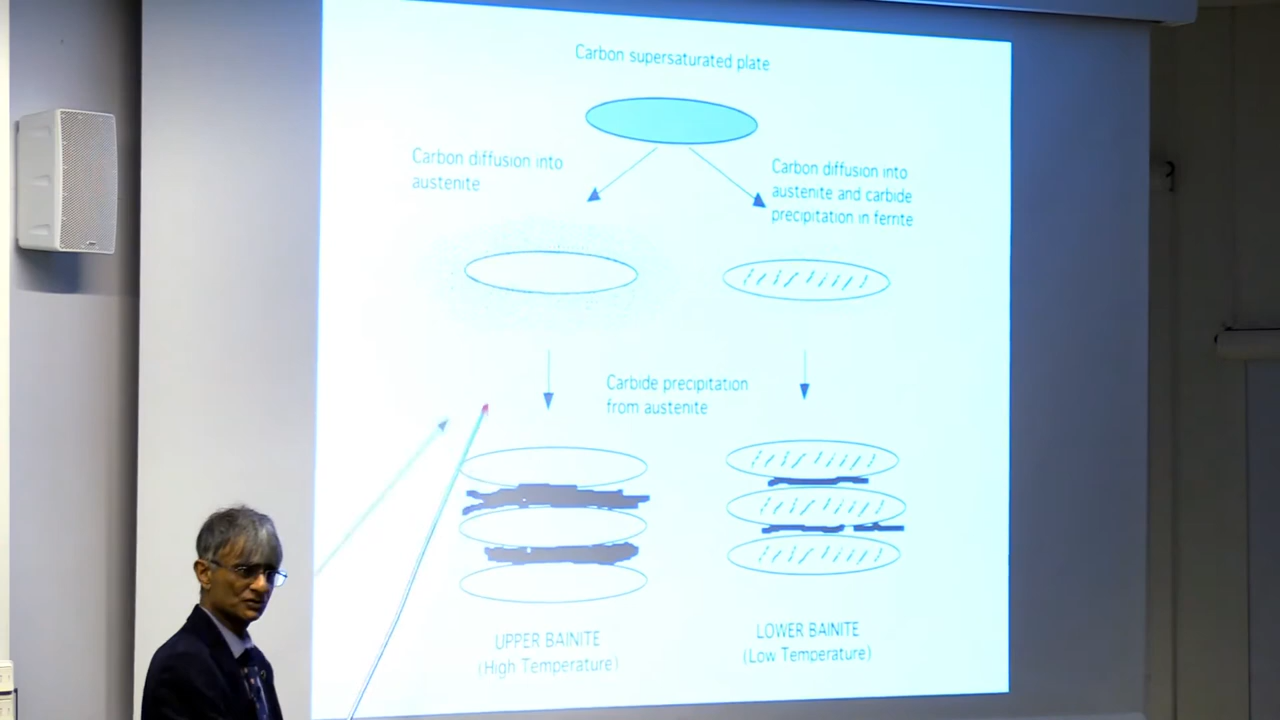 Carbon supersaturated plate
Carbon diffusion into
austenite
Carbon diffusion into
austenite and carbide
precipitation in ferrite
Carbide precipitation
from austenite
UPPER BAINITE
(High Temperature)
LOWER BAINITE
(Low Temperature)